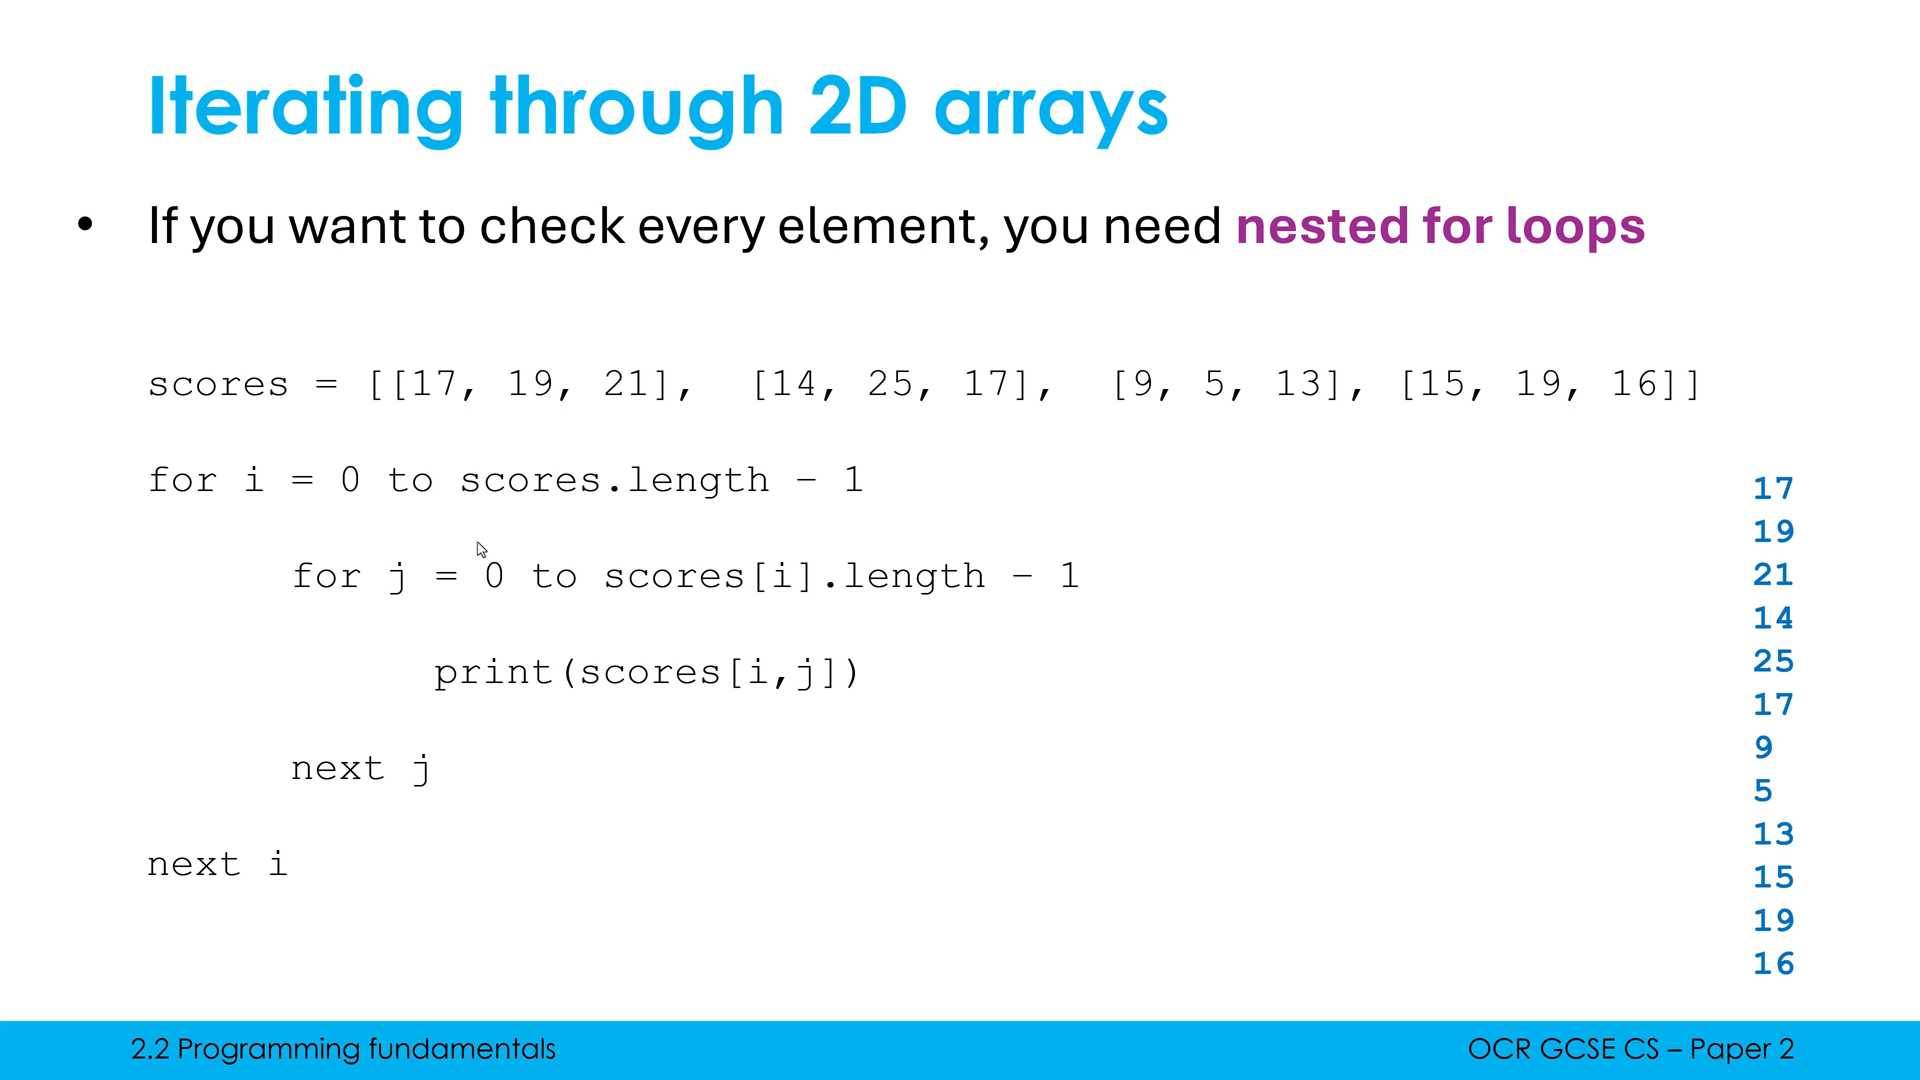 Iterating through 2D arrays
• If you want to check every element, you need nested for loops
scores = [[17, 19, 21],  [14, 25, 17],  [9, 5, 13], [15, 19, 16]]
for i = 0 to scores.length – 1
for j = 0 to scores[i].length – 1
print(scores[i,j])
next j
next i
17
19
21
14
25
17
9
5
13
15
19
16
2.2 Programming fundamentals
OCR GCSE CS – Paper 2